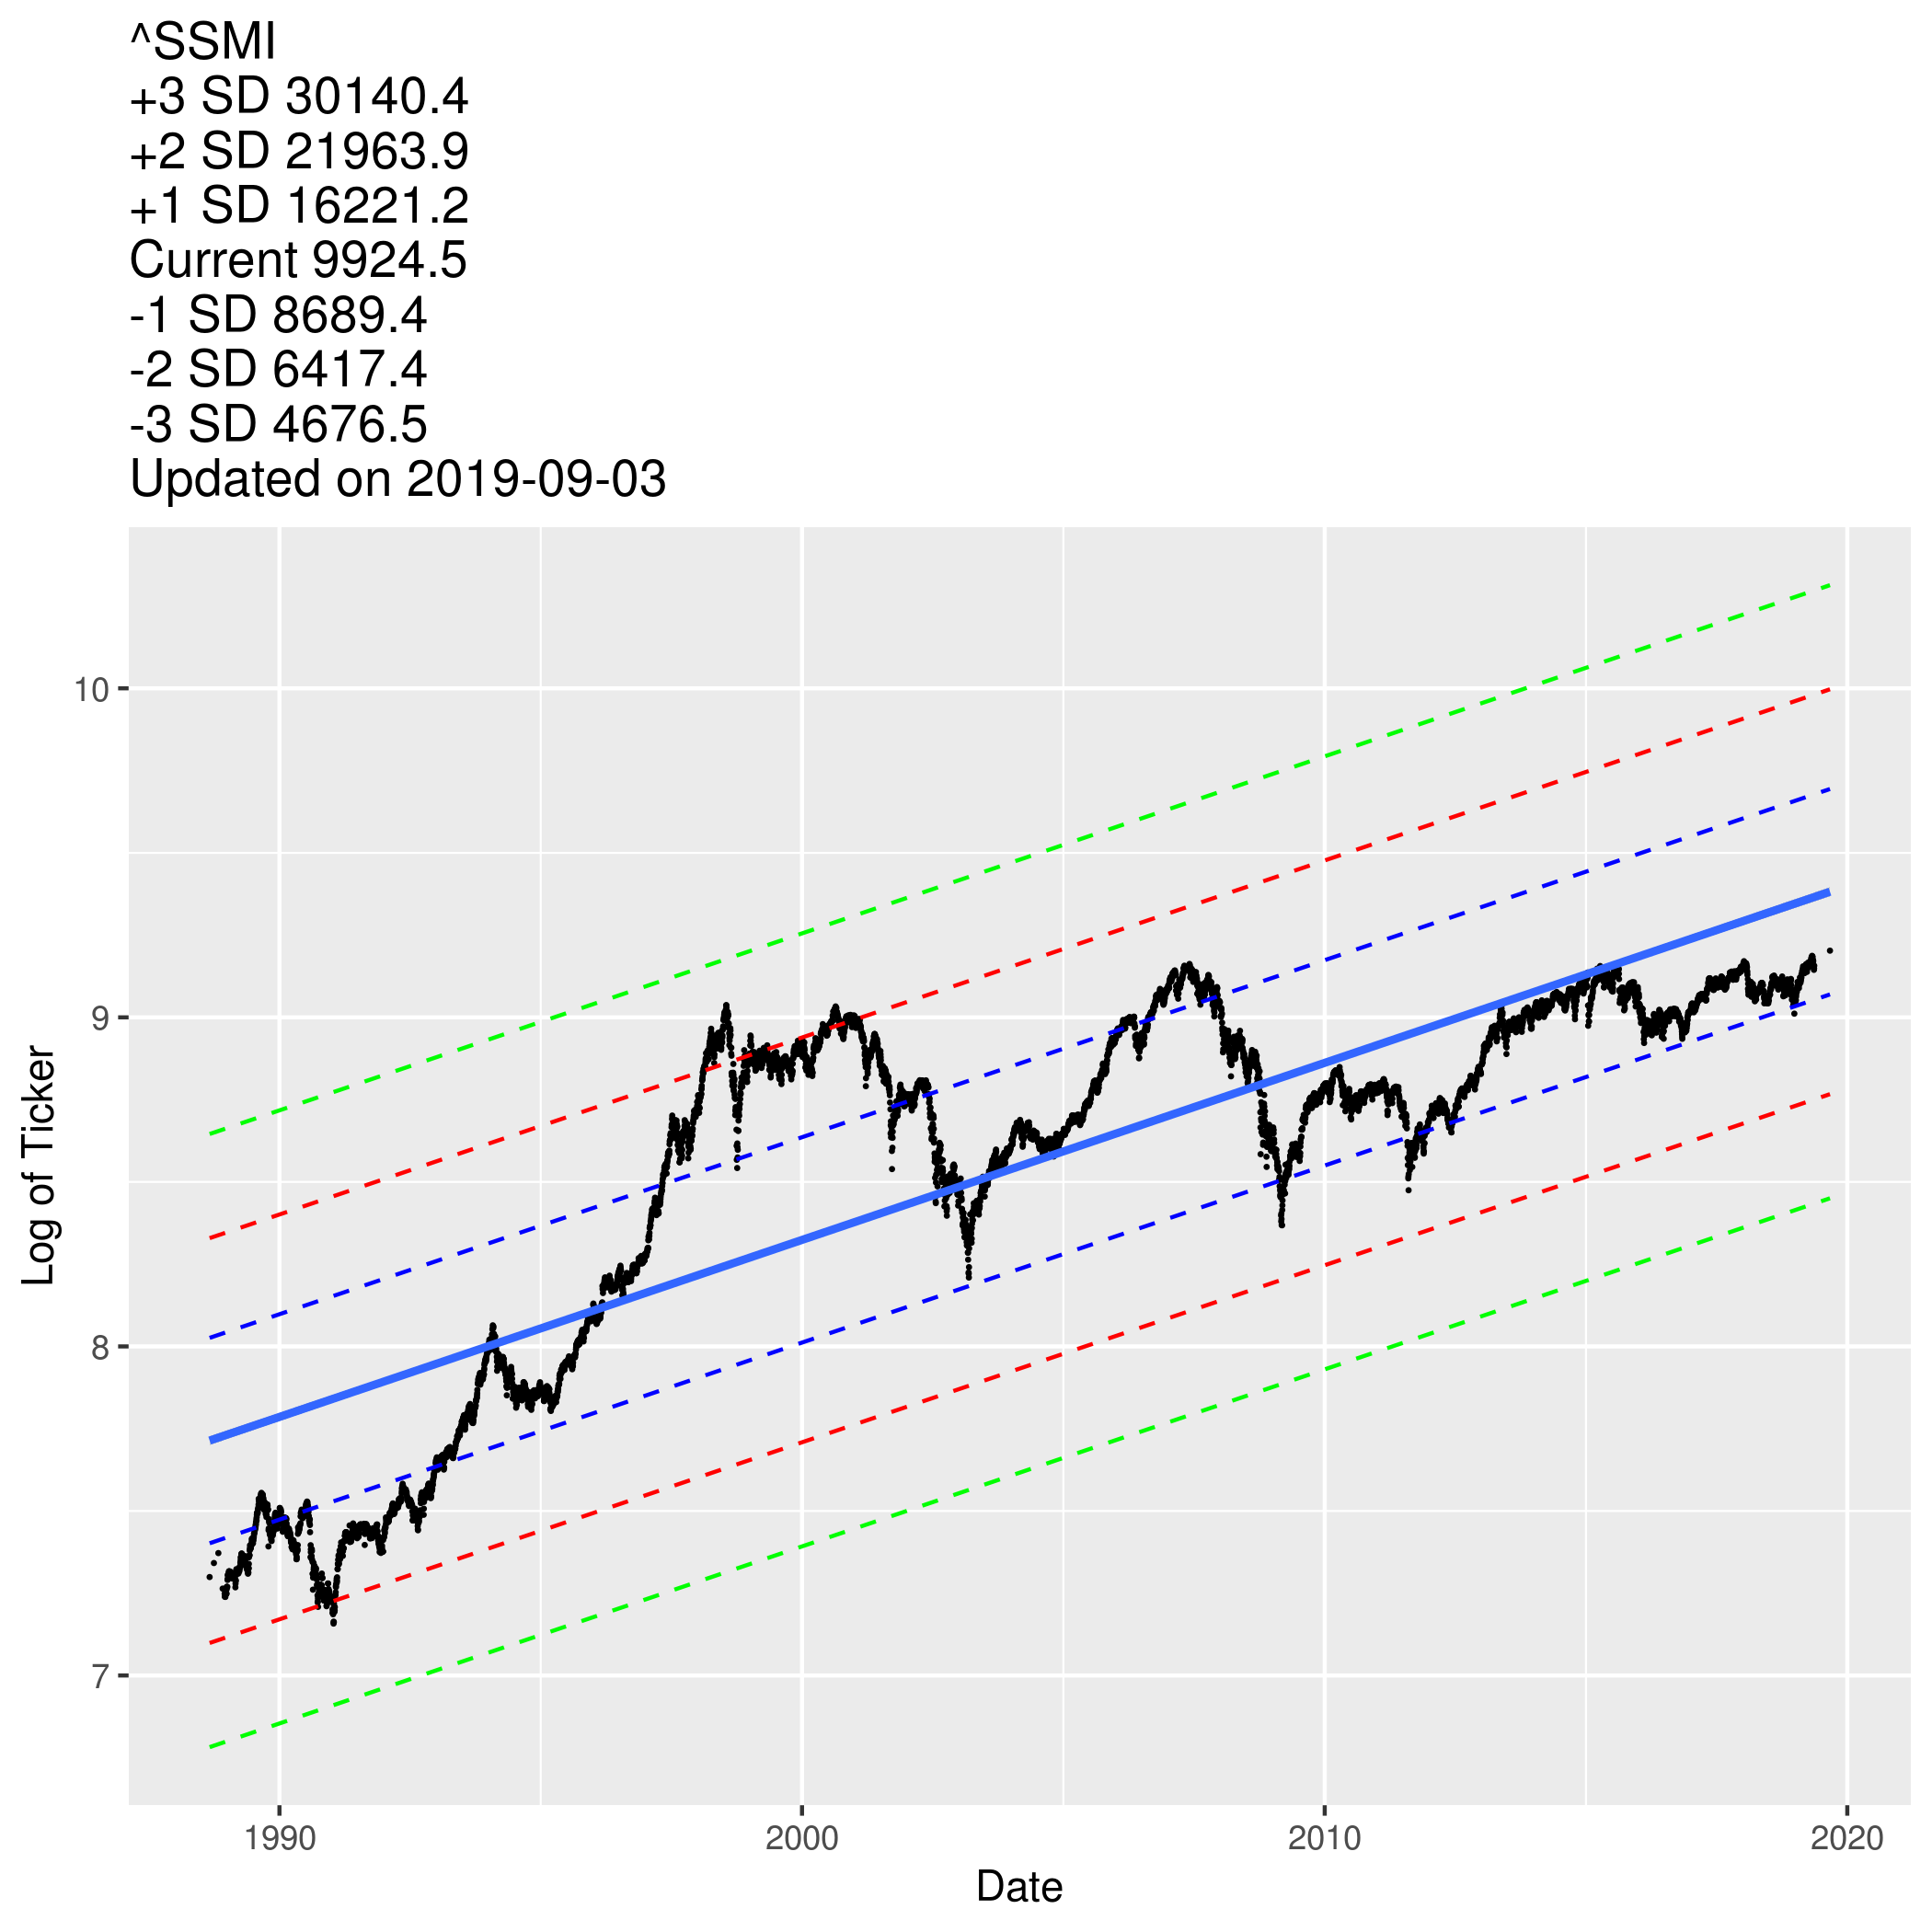 ^SSMI
+3 SD 30140.4
+2 SD 21963.9
+1 SD 16221.2
Current 9924.5
-1 SD 8689.4
-2 SD 6417.4
-3 SD 4676.5
Updated on 2019-09-03
Log of Ticker
10
9
8
7
1990
2000
2010
2020
Date